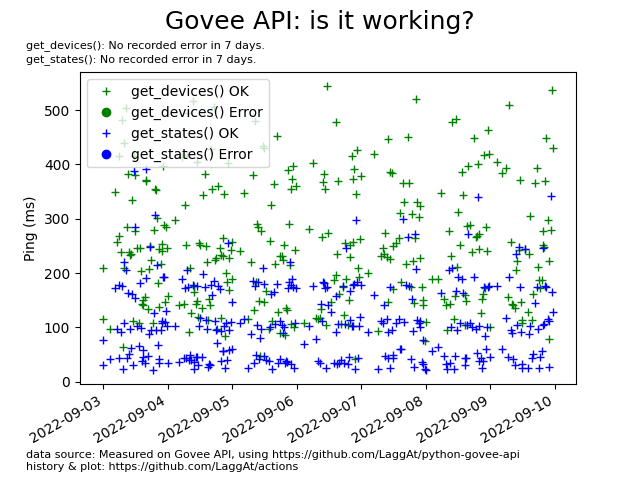 Govee API: is it working?
get_devices(): No recorded error in 7 days.
get_states(): No recorded error in 7 days.
get_devices() OK
get_devices() Error
get_states() OK
get_states() Error
Ping (ms)
500
400
300
200
100
0
2022-09-03
2022-09-04
2022-09-05
2022-09-06
2022-09-07
2022-09-08
2022-09-09
2022-09-10
data source: Measured on Govee API, using https://github.com/LaggAt/python-govee-api
history & plot: https://github.com/LaggAt/actions